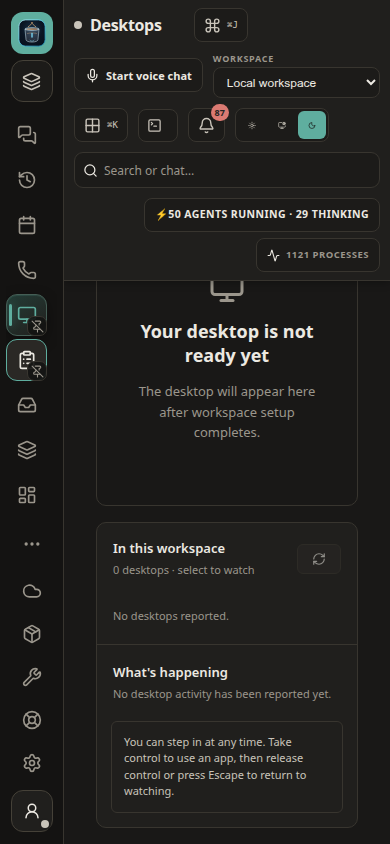 Desktops
⌘J
Start voice chat
WORKSPACE
Local workspace
⌘K
87
Search or chat...
⚡50 AGENTS RUNNING · 29 THINKING
1121 PROCESSES
Your desktop is not
ready yet
The desktop will appear here
after workspace setup
completes.
In this workspace
0 desktops · select to watch
No desktops reported.
What's happening
No desktop activity has been reported yet.
You can step in at any time. Take
control to use an app, then release
control or press Escape to return to
watching.